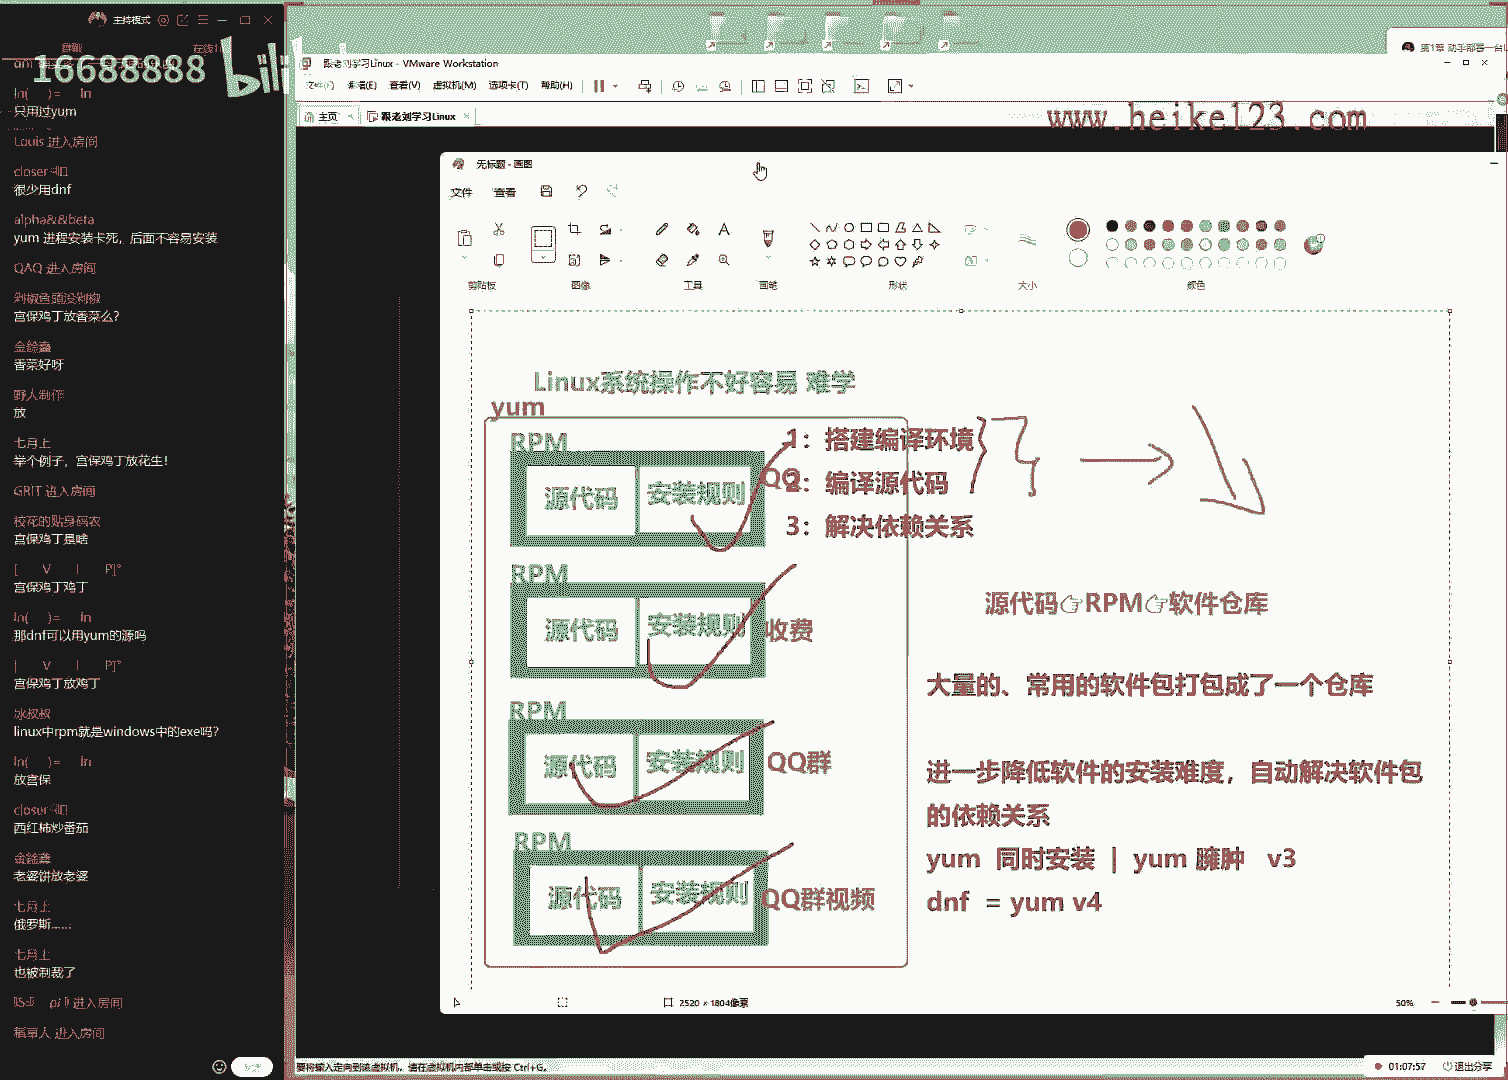 主持模式
16688888
只用过yum
Louis 进入房间
很少用dnf
alpha&&beta
yum 进程安装卡死，后面不容易安装
QAQ 进入房间
剁椒鱼头没剁椒
宫保鸡丁放香菜么？
香菜好呀
野人制作
放
七月上
举个例子，宫保鸡丁放花生！
GRIT 进入房间
校花的贴身码农
宫保鸡丁是啥
宫保鸡丁鸡丁
ln( )= ln
那dnf可以用yum的源吗
宫保鸡丁放鸡丁
冰叔叔
linux中rpm就是windows中的exe吗？
ln( )= ln
放宫保
西红柿炒番茄
老婆饼放老婆
七月上
俄罗斯......
七月上
也被制裁了
稻草人 进入房间
跟老刘学习Linux - VMware Workstation
文件(F) 编辑(E) 查看(V) 虚拟机(M) 选项卡(T) 帮助(H)
主页
跟老刘学习Linux
www.heike123.com
无标题 - 画图
文件 查看
剪贴板 图像 工具 画笔 形状 大小 颜色
Linux系统操作不好容易 难学
yum
RPM
源代码 安装规则 QQ
1：搭建编译环境
2：编译源代码
3：解决依赖关系
RPM
源代码 安装规则 收费
源代码👉RPM👉软件仓库
大量的、常用的软件包打包成了一个仓库
RPM
源代码 安装规则 QQ群
进一步降低软件的安装难度，自动解决软件包
的依赖关系
RPM
源代码 安装规则 QQ群视频
yum 同时安装 | yum 臃肿 v3
dnf = yum v4
2520 × 1804像素
50%
要将输入定向到该虚拟机，请在虚拟机内部单击或按 Ctrl+G。
01:07:57
退出分享